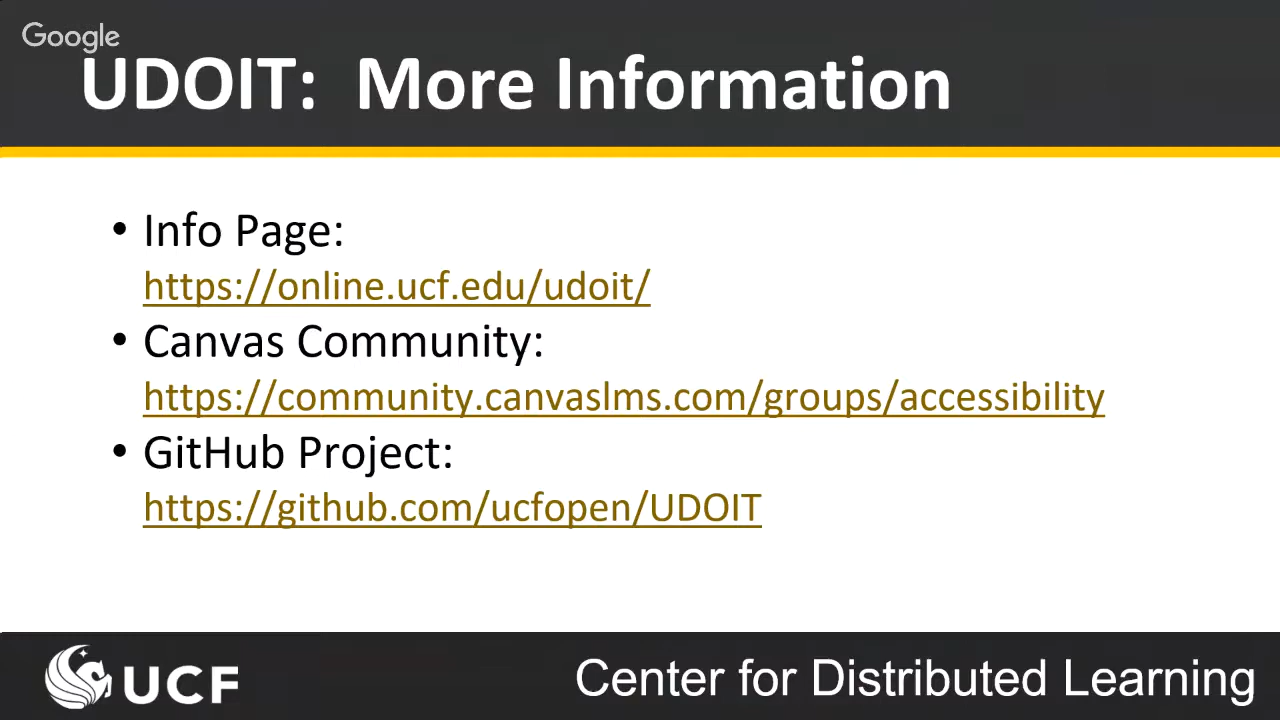 Google
UDOIT: More Information
• Info Page:
https://online.ucf.edu/udoit/
• Canvas Community:
https://community.canvaslms.com/groups/accessibility
• GitHub Project:
https://github.com/ucfopen/UDOIT
UCF
Center for Distributed Learning